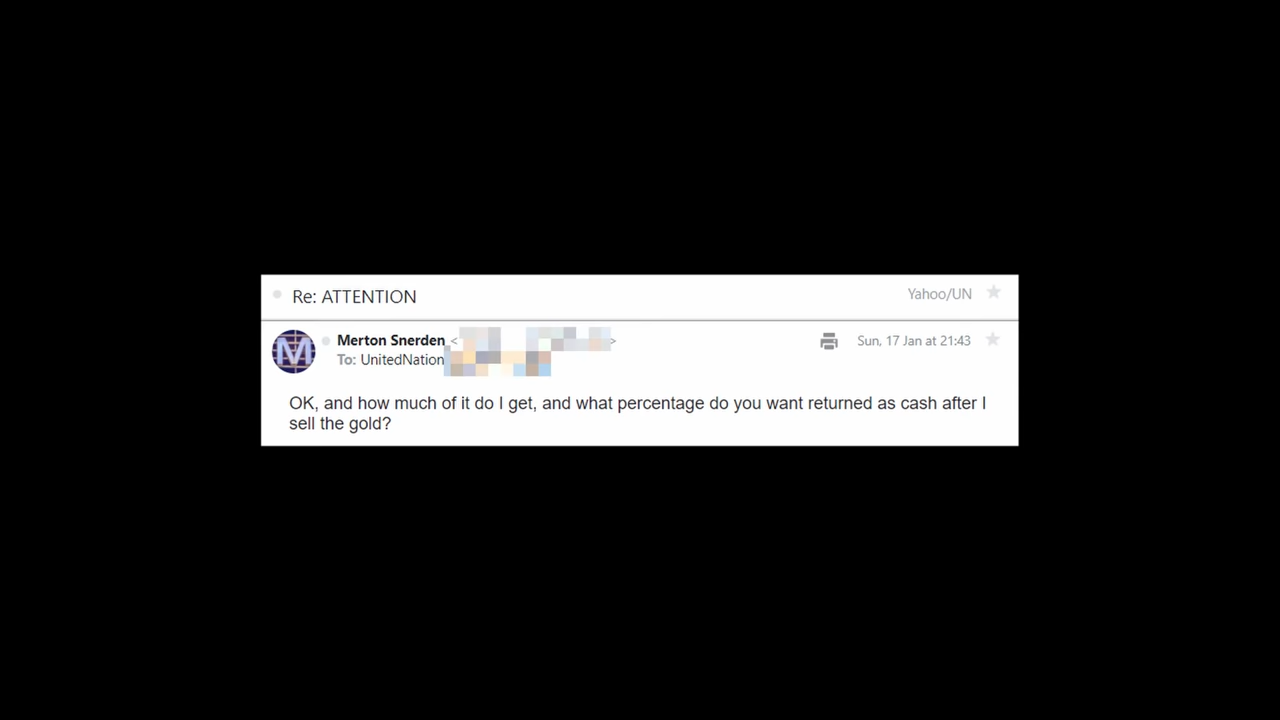 Re: ATTENTION
Yahoo/UN
M
Merton Snerden < >
Sun, 17 Jan at 21:43
To: UnitedNation
OK, and how much of it do I get, and what percentage do you want returned as cash after I
sell the gold?